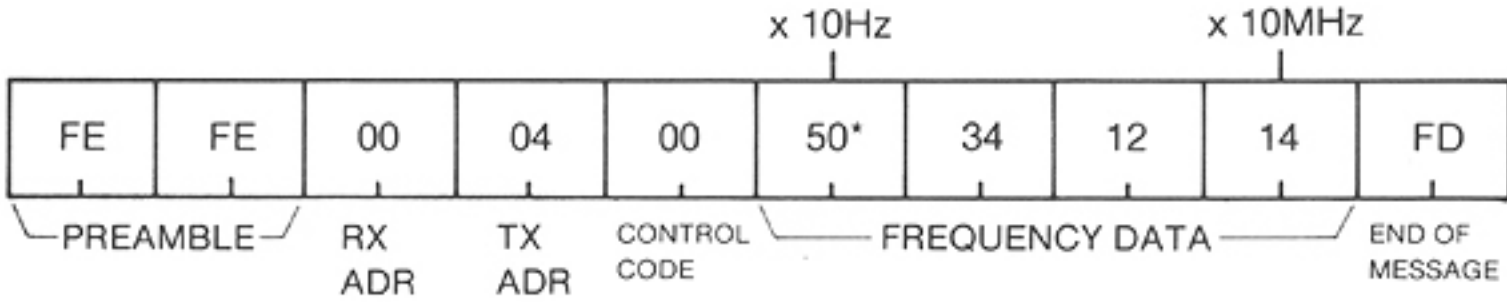 x 10Hz x 10MHz
FE FE 00 04 00 50* 34 12 14 FD
PREAMBLE RX ADR TX ADR CONTROL CODE FREQUENCY DATA END OF MESSAGE